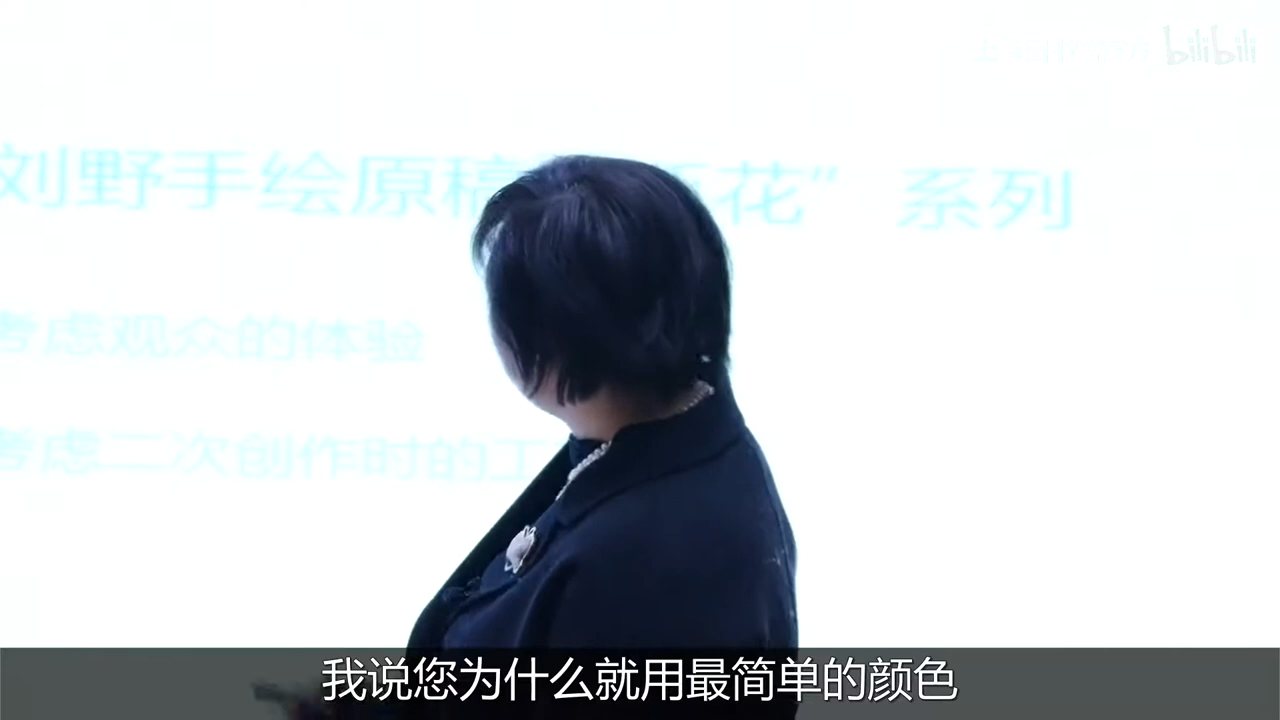 bilibili
刘野手绘原稿 花” 系列
考虑观众的体验
考虑二次创作时的工
我说您为什么就用最简单的颜色